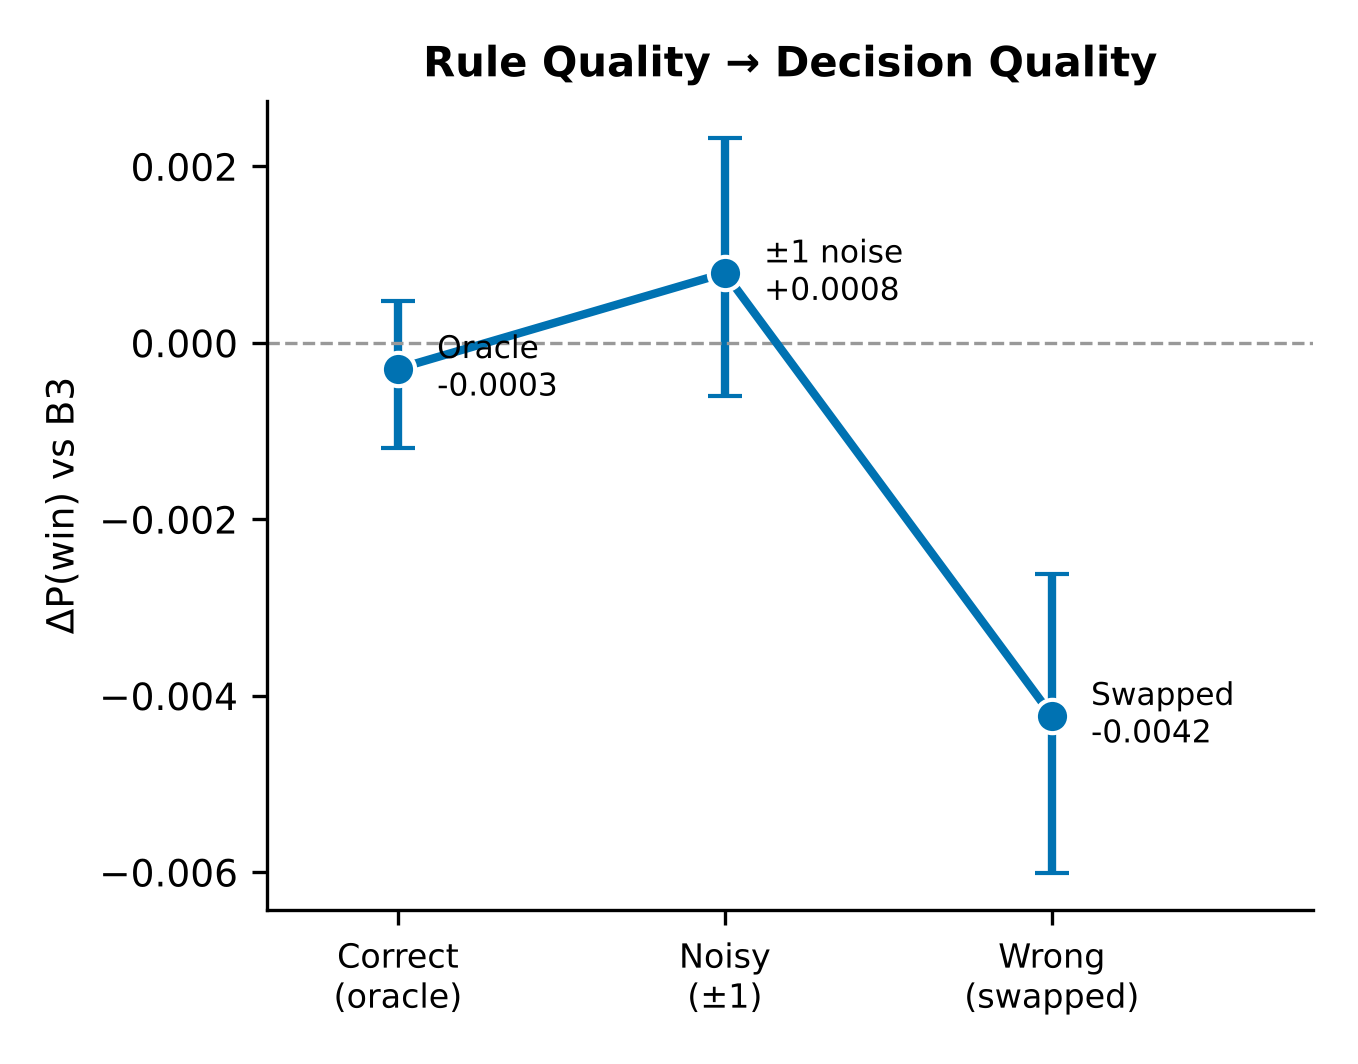 Rule Quality → Decision Quality
ΔP(win) vs B3
0.002
0.000
−0.002
−0.004
−0.006
Oracle
-0.0003
±1 noise
+0.0008
Swapped
-0.0042
Correct
(oracle)
Noisy
(±1)
Wrong
(swapped)